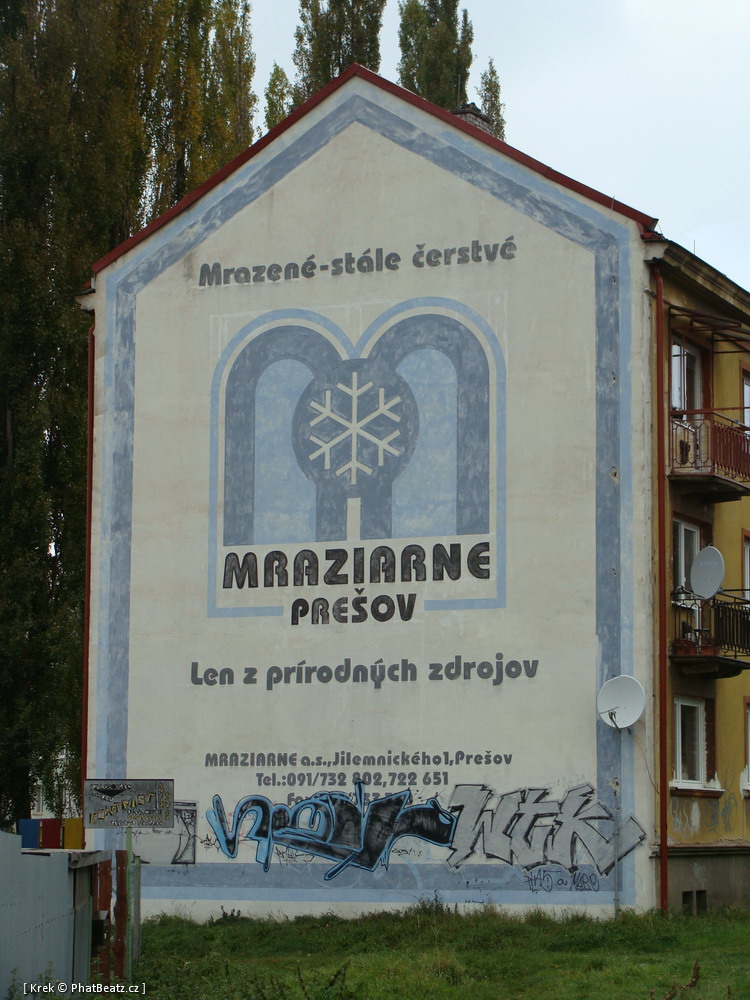 Mrazené-stále čerstvé
MRAZIARNE
PREŠOV
Len z prírodných zdrojov
MRAZIARNE a.s.,Jilemnického1,Prešov
Tel.:091/732 802,722 651
WTK
[ Krek © PhatBeatz.cz ]